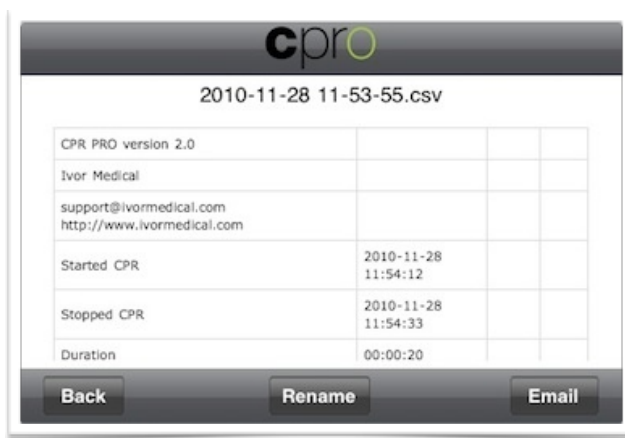 cpro
2010-11-28 11-53-55.csv
CPR PRO version 2.0
Ivor Medical
support@ivormedical.com
http://www.ivormedical.com
Started CPR
2010-11-28
11:54:12
Stopped CPR
2010-11-28
11:54:33
Duration
00:00:20
Back
Rename
Email